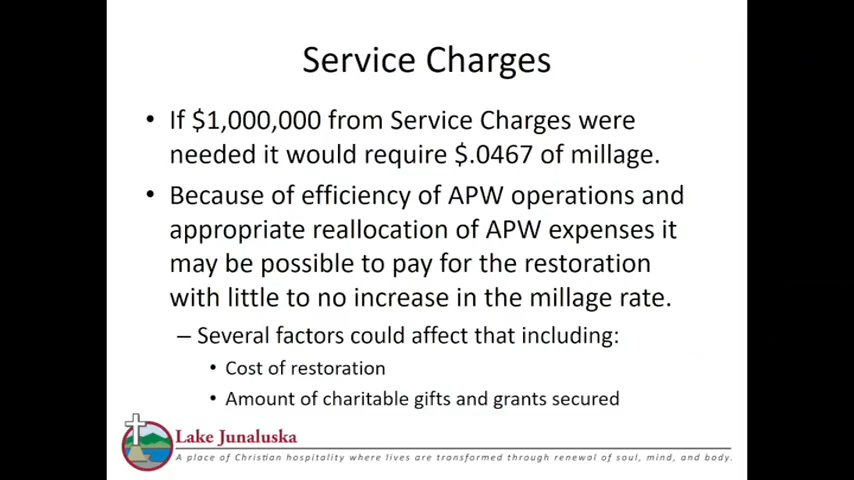 Service Charges
• If $1,000,000 from Service Charges were
needed it would require $.0467 of millage.
• Because of efficiency of APW operations and
appropriate reallocation of APW expenses it
may be possible to pay for the restoration
with little to no increase in the millage rate.
– Several factors could affect that including:
• Cost of restoration
• Amount of charitable gifts and grants secured
Lake Junaluska
A place of Christian hospitality where lives are transformed through renewal of soul, mind, and body.